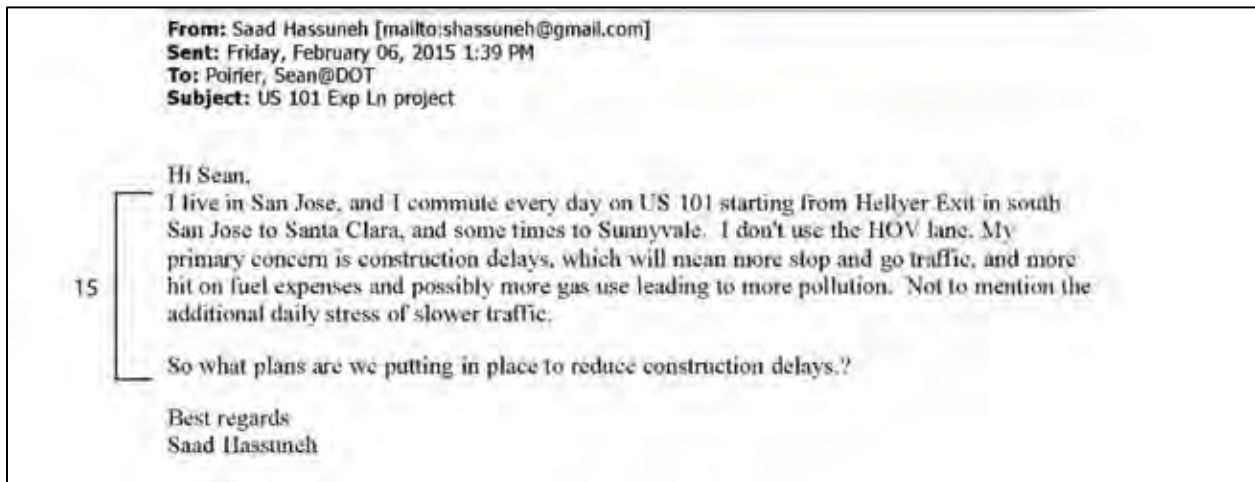 From: Saad Hassuneh [mailto:shassuneh@gmail.com]
Sent: Friday, February 06, 2015 1:39 PM
To: Poirier, Sean@DOT
Subject: US 101 Exp Ln project
Hi Sean,
I live in San Jose, and I commute every day on US 101 starting from Hellyer Exit in south
San Jose to Santa Clara, and some times to Sunnyvale.  I don't use the HOV lane. My
primary concern is construction delays, which will mean more stop and go traffic, and more
15
hit on fuel expenses and possibly more gas use leading to more pollution.  Not to mention the
additional daily stress of slower traffic.
So what plans are we putting in place to reduce construction delays.?
Best regards
Saad Hassuneh